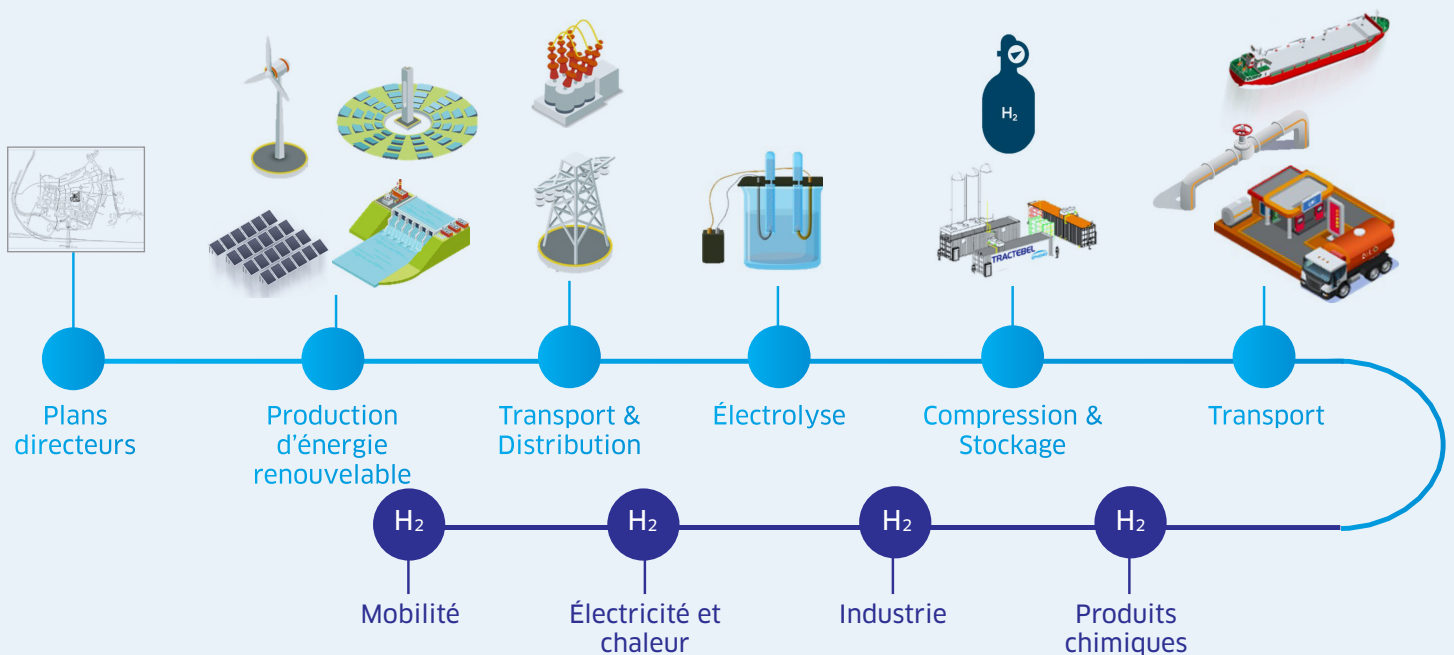 H₂
TRACTEBEL
Plans
directeurs
Production
d'énergie
renouvelable
Transport &
Distribution
Électrolyse
Compression &
Stockage
Transport
H₂
H₂
H₂
H₂
Mobilité
Électricité et
chaleur
Industrie
Produits
chimiques